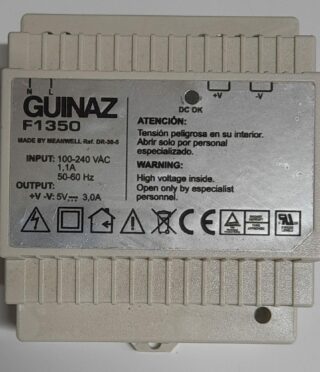 N L
+V -V
GUINAZ
DC OK
F1350
MADE BY MEANWELL Ref. DR-30-5
INPUT: 100-240 VAC
1,1A
50-60 Hz
OUTPUT:
+V -V: 5V 3,0A
ATENCIÓN:
Tensión peligrosa en su interior.
Abrir solo por personal
especializado.
WARNING:
High voltage inside.
Open only by especialist
personnel.
CE